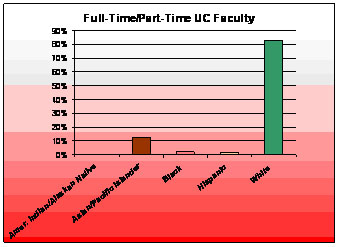 Full-Time/Part-Time UC Faculty
90%
80%
70%
60%
50%
40%
30%
20%
10%
0%
Amer. Indian/Alaskan Native
Asian/Pacific Islander
Black
Hispanic
White